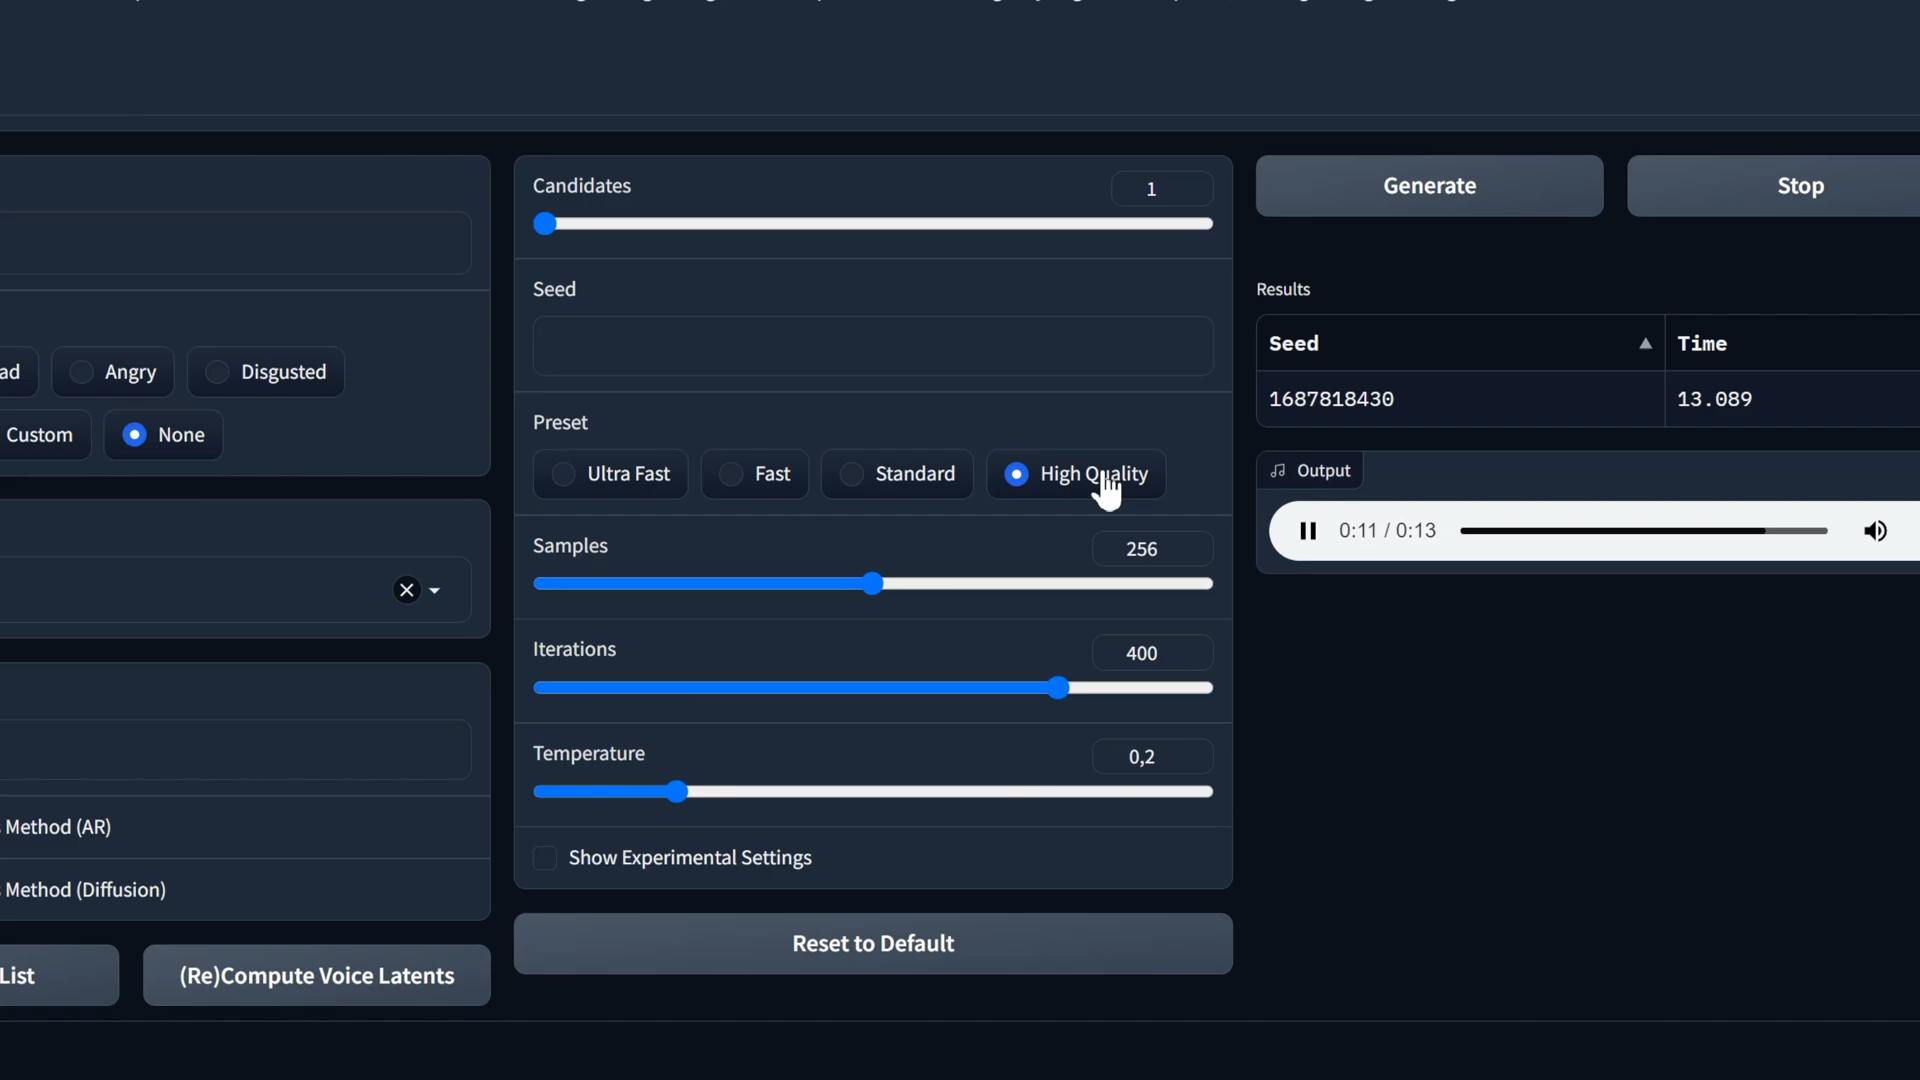 Candidates
1
Generate
Stop
Seed
Results
Seed
Time
ad
Angry
Disgusted
1687818430
13.089
Preset
Custom
None
Ultra Fast
Fast
Standard
High Quality
Output
0:11 / 0:13
Samples
256
Iterations
400
Temperature
0,2
Method (AR)
Show Experimental Settings
Method (Diffusion)
Reset to Default
List
(Re)Compute Voice Latents